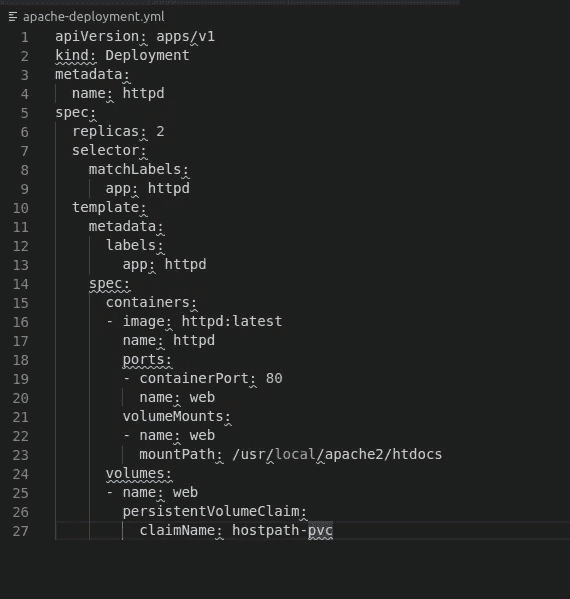 apache-deployment.yml
1 apiVersion: apps/v1
2 kind: Deployment
3 metadata:
4   name: httpd
5 spec:
6   replicas: 2
7   selector:
8     matchLabels:
9       app: httpd
10   template:
11     metadata:
12       labels:
13         app: httpd
14     spec:
15       containers:
16       - image: httpd:latest
17         name: httpd
18         ports:
19         - containerPort: 80
20           name: web
21         volumeMounts:
22         - name: web
23           mountPath: /usr/local/apache2/htdocs
24       volumes:
25       - name: web
26         persistentVolumeClaim:
27           claimName: hostpath-pvc